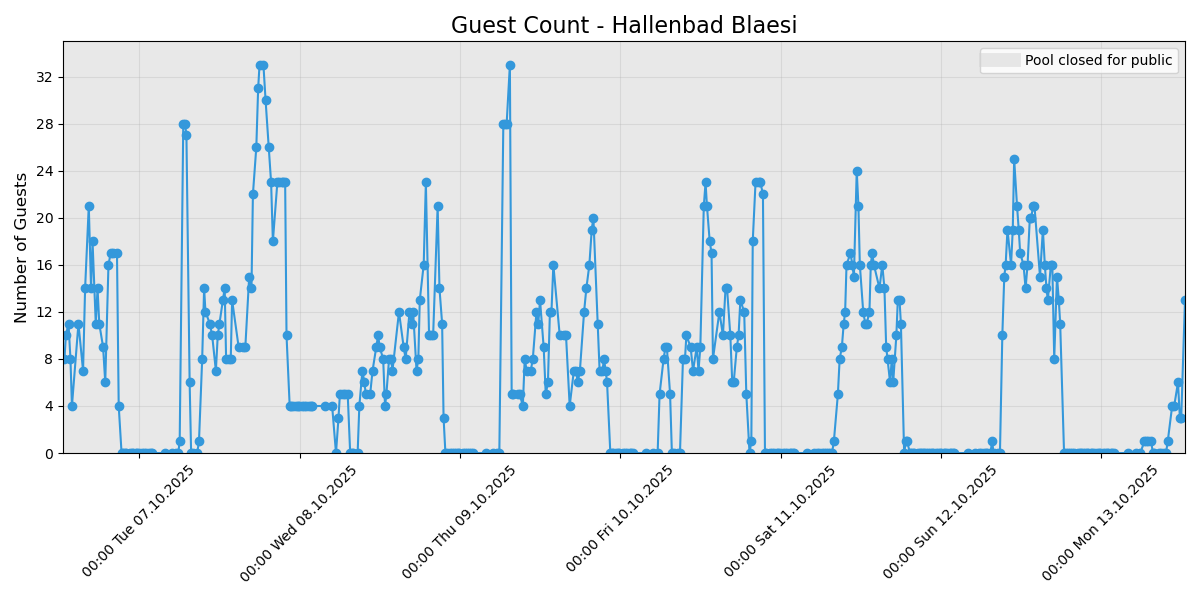 Guest Count - Hallenbad Blaesi
Pool closed for public
Number of Guests
32
28
24
20
16
12
8
4
0
00:00 Tue 07.10.2025
00:00 Wed 08.10.2025
00:00 Thu 09.10.2025
00:00 Fri 10.10.2025
00:00 Sat 11.10.2025
00:00 Sun 12.10.2025
00:00 Mon 13.10.2025